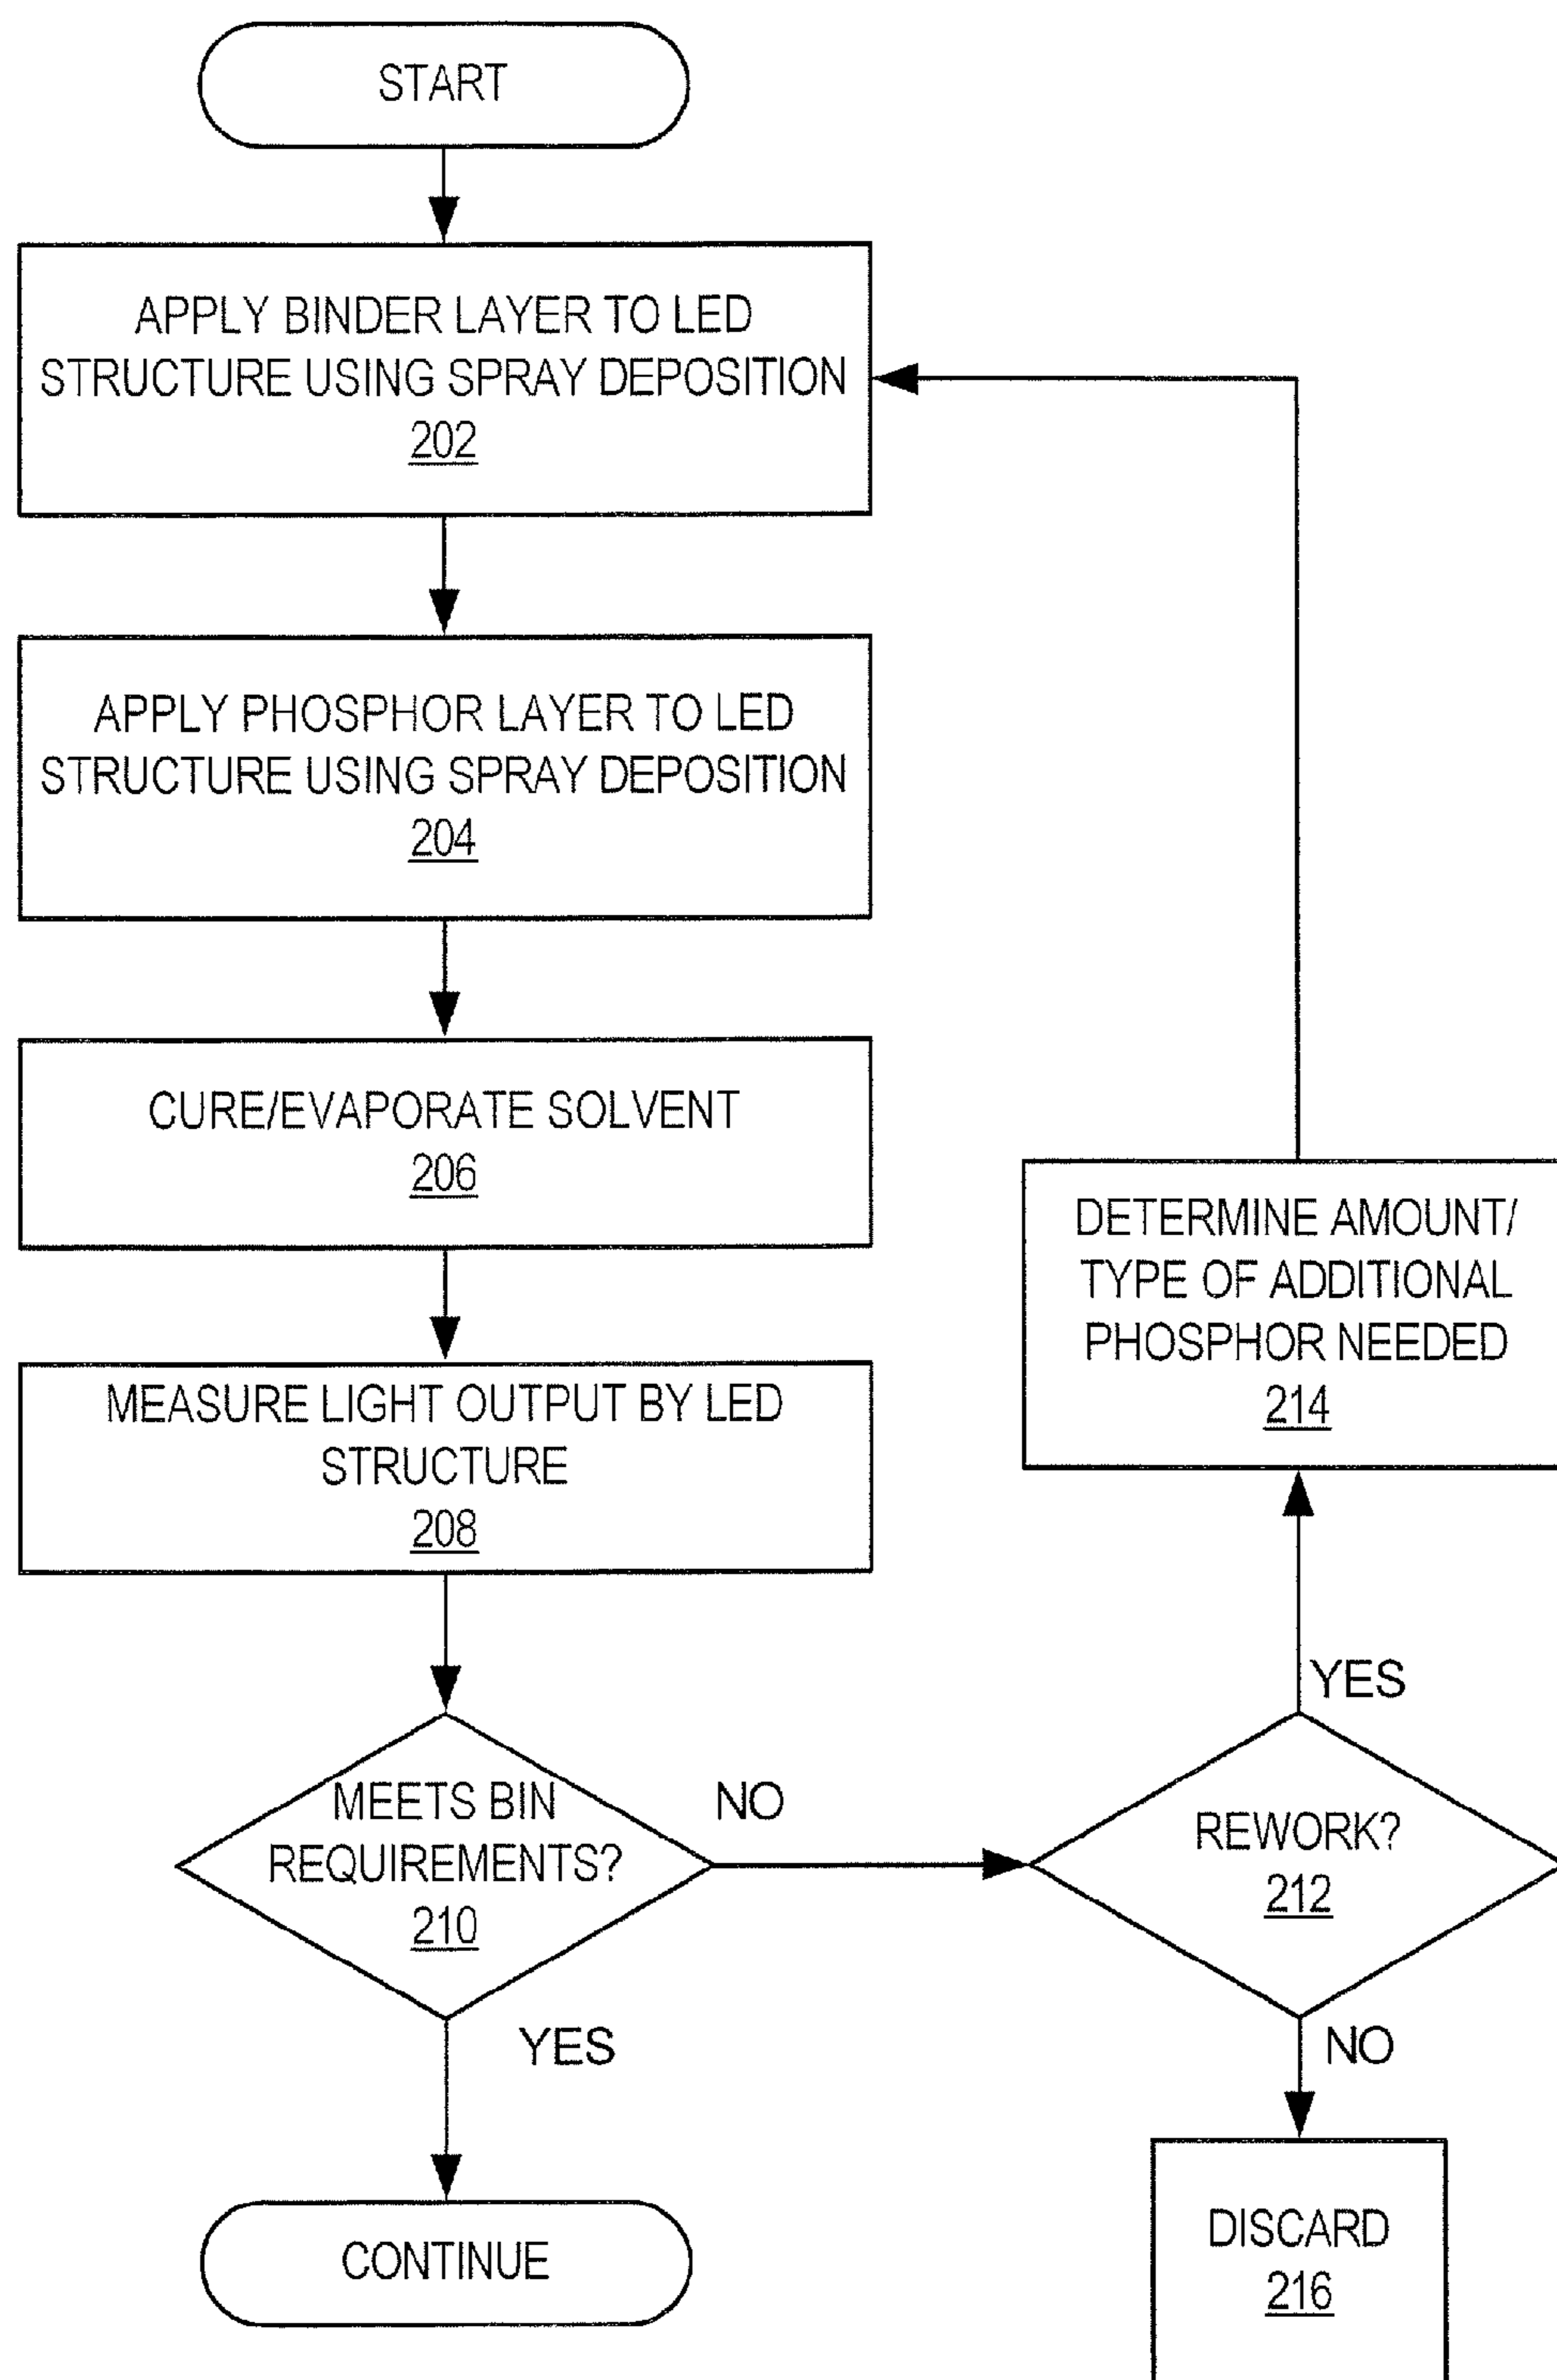 START
APPLY BINDER LAYER TO LED
STRUCTURE USING SPRAY DEPOSITION
202
APPLY PHOSPHOR LAYER TO LED
STRUCTURE USING SPRAY DEPOSITION
204
CURE/EVAPORATE SOLVENT
206
MEASURE LIGHT OUTPUT BY LED
STRUCTURE
208
MEETS BIN
REQUIREMENTS?
210
NO
YES
CONTINUE
DETERMINE AMOUNT/
TYPE OF ADDITIONAL
PHOSPHOR NEEDED
214
YES
REWORK?
212
NO
DISCARD
216